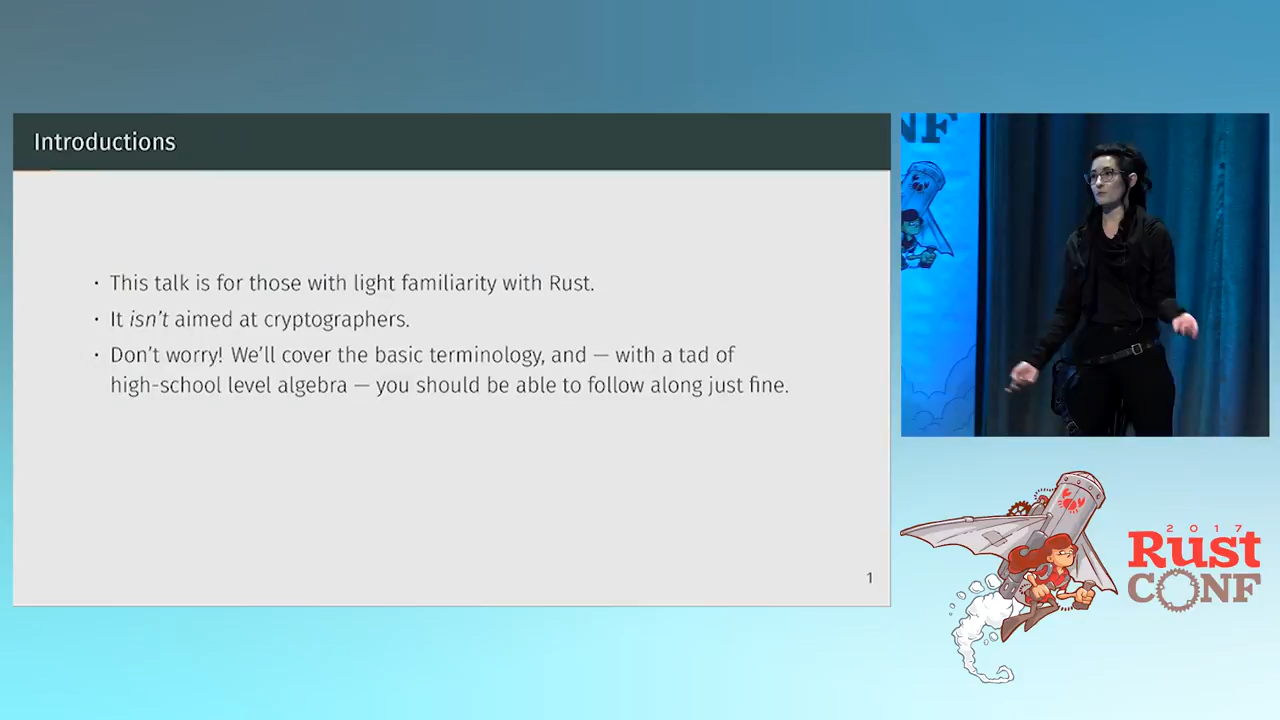 Introductions
· This talk is for those with light familiarity with Rust.
· It isn’t aimed at cryptographers.
· Don’t worry! We’ll cover the basic terminology, and — with a tad of
high-school level algebra — you should be able to follow along just fine.
1
NF
2017
Rust
CONF